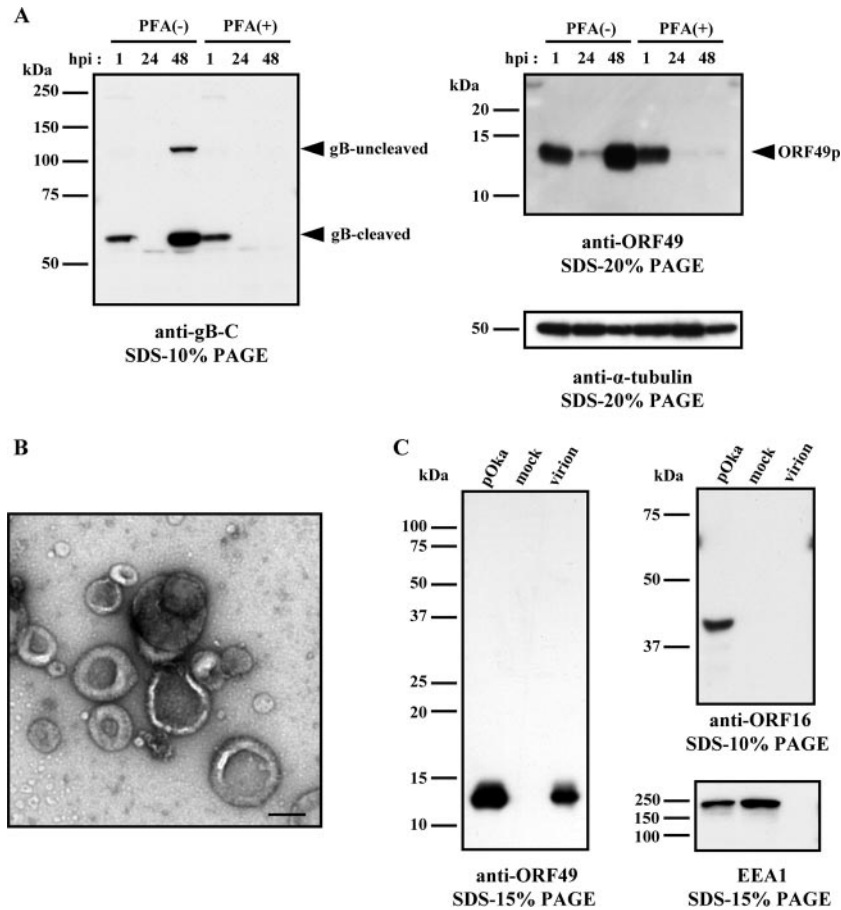 A
PFA(-) PFA(+)
hpi : 1 24 48 1 24 48
kDa
250
150
100
75
50
gB-uncleaved
gB-cleaved
anti-gB-C
SDS-10% PAGE
PFA(-) PFA(+)
hpi : 1 24 48 1 24 48
kDa
20
15
10
ORF49p
anti-ORF49
SDS-20% PAGE
50
anti-α-tubulin
SDS-20% PAGE
B
C
kDa pOka mock virion
100
75
50
37
25
20
15
10
anti-ORF49
SDS-15% PAGE
kDa pOka mock virion
75
50
37
anti-ORF16
SDS-10% PAGE
250
150
100
EEA1
SDS-15% PAGE